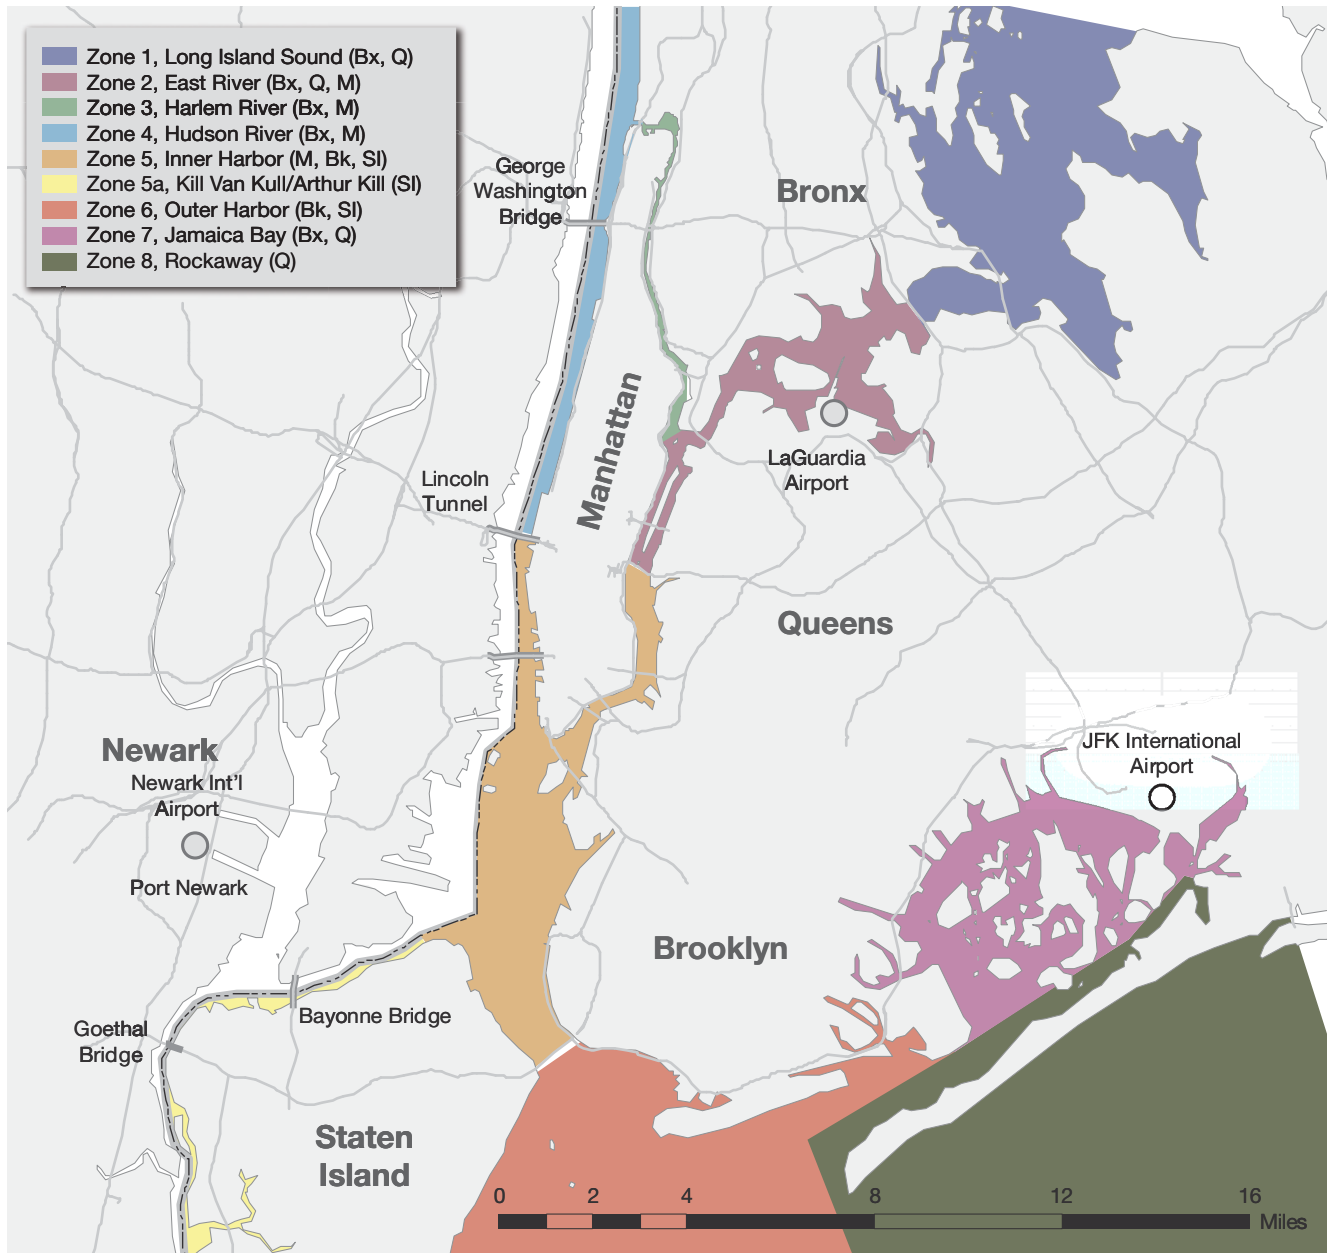 Zone 1, Long Island Sound (Bx, Q)
Zone 2, East River (Bx, Q, M)
Zone 3, Harlem River (Bx, M)
Zone 4, Hudson River (Bx, M)
Zone 5, Inner Harbor (M, Bk, SI)
Zone 5a, Kill Van Kull/Arthur Kill (SI)
Zone 6, Outer Harbor (Bk, SI)
Zone 7, Jamaica Bay (Bx, Q)
Zone 8, Rockaway (Q)
George
Washington
Bridge
Bronx
Manhattan
Lincoln
Tunnel
LaGuardia
Airport
Queens
Newark
Newark Int'l
Airport
Port Newark
JFK International
Airport
Brooklyn
Bayonne Bridge
Goethal
Bridge
Staten
Island
0 2 4 8 12 16
Miles